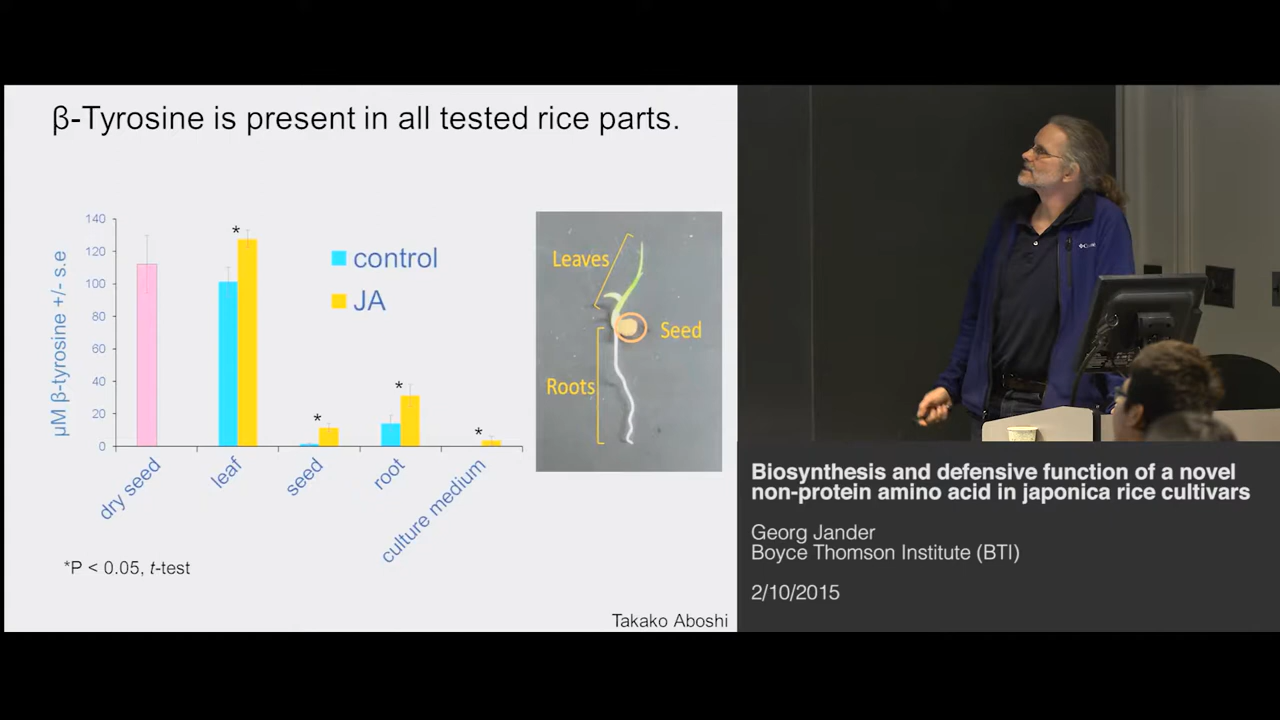 β-Tyrosine is present in all tested rice parts.
µM β-tyrosine +/- s.e
140
120
100
80
60
40
20
0
*
*
*
*
control
JA
dry seed
leaf
seed
root
culture medium
*P < 0.05, t-test
Leaves
Seed
Roots
Takako Aboshi
Columbia
Biosynthesis and defensive function of a novel
non-protein amino acid in japonica rice cultivars
Georg Jander
Boyce Thomson Institute (BTI)
2/10/2015